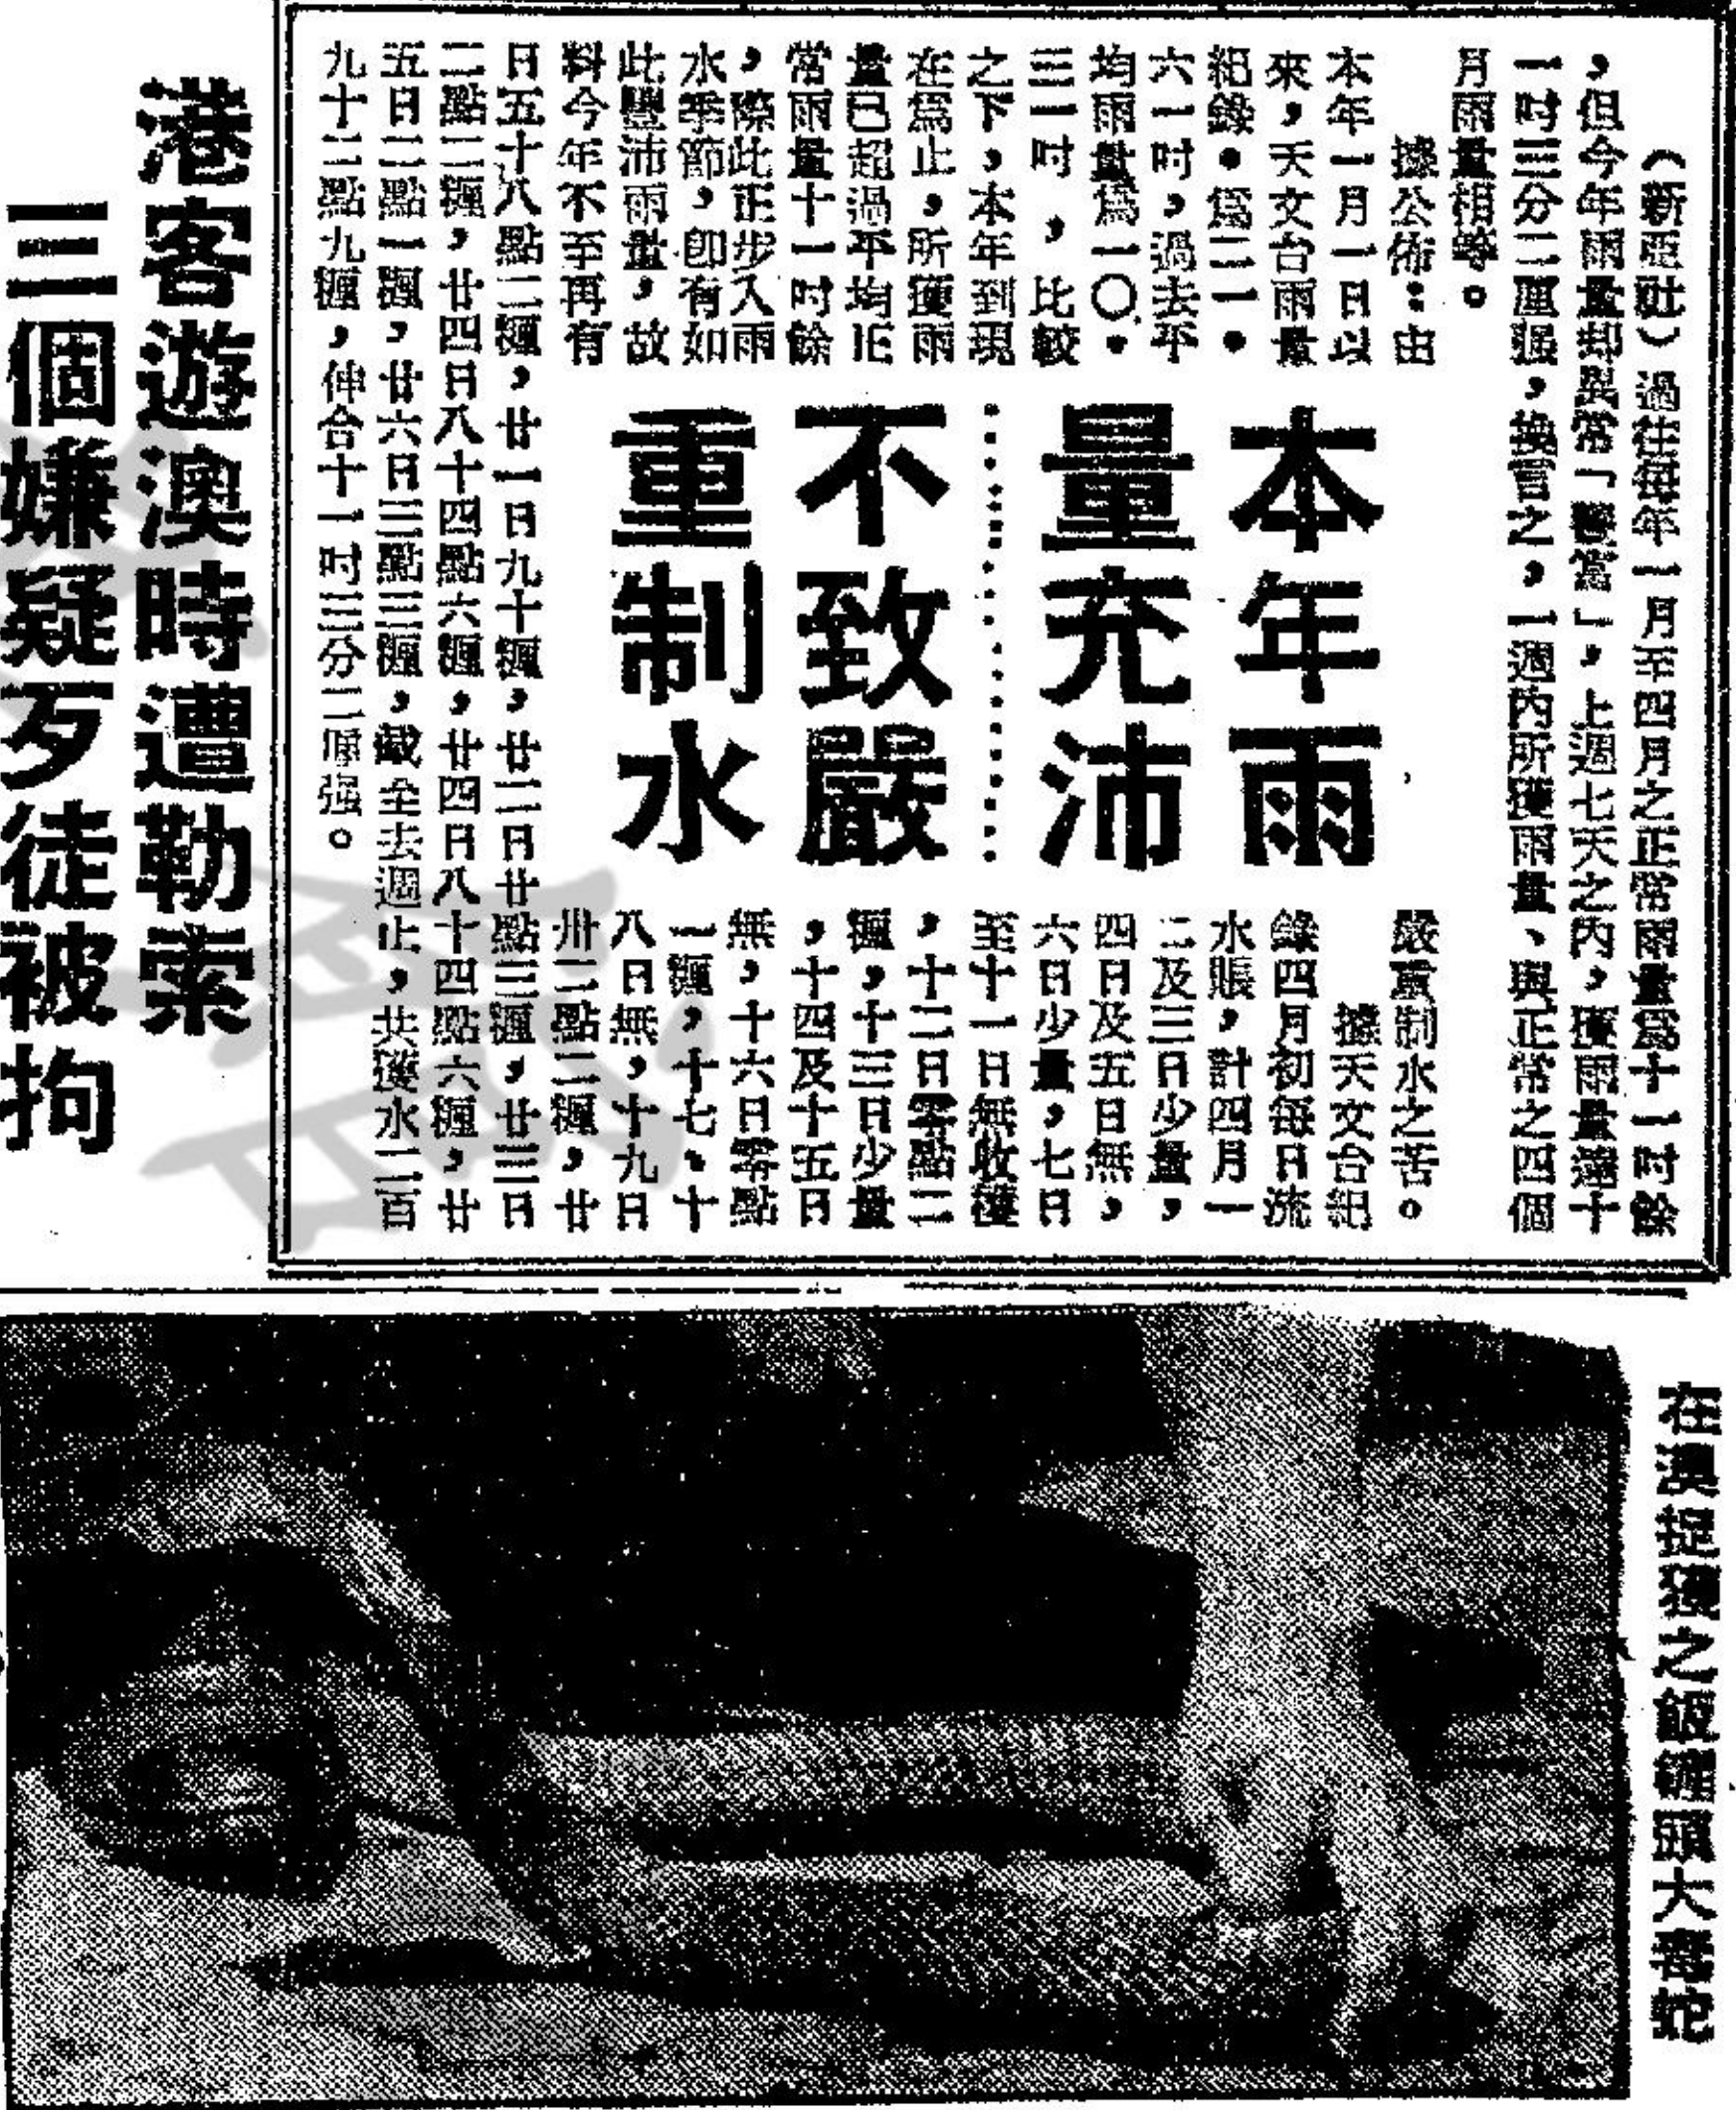 （新亞社）過往每年一月至四月之正常雨量為十一吋餘
，但今年雨量却與常「 」，上週七天之內，獲雨量達十
一吋三分二厘强，換言之，一週內所獲雨量、與正常之四個
月雨量相等。
據公佈：由
本年一月一日以
來，天文台雨量
紀錄•為二一•
六一吋，過去平
均雨量為一〇•
三一吋，比較
之下，本年到現
在為止，所獲雨
量已超過平均正
常雨量十一吋餘
，際此正步入雨
水季節，即有如
此豐沛雨量，故
料今年不至再有
嚴重制水之苦。
本年雨
量充沛
不致嚴
重制水
據天文台紀
錄四月初每日流
水賬，計四月一
二及三日少量，
四日及五日無，
六日少量，七日
至十一日無收穫
，十二日零點二
糎，十三日少量
，十四及十五日
無，十六日零點
一糎，十七、十
八日無，十九日
卅二點二糎，廿
日五十八點二糎，廿一日九十糎，廿二日廿點三糎，廿三日
二點二糎，廿四日八十四點六糎，廿四日八十四點六糎，廿
五日三點一糎，廿六日三點三糎，截至去週止，共獲水二百
九十二點九糎，伸合十一吋三分二厘强。
港客遊澳時遭勒索
三個嫌疑歹徒被拘
在澳捉獲之飯鏟頭大毒蛇